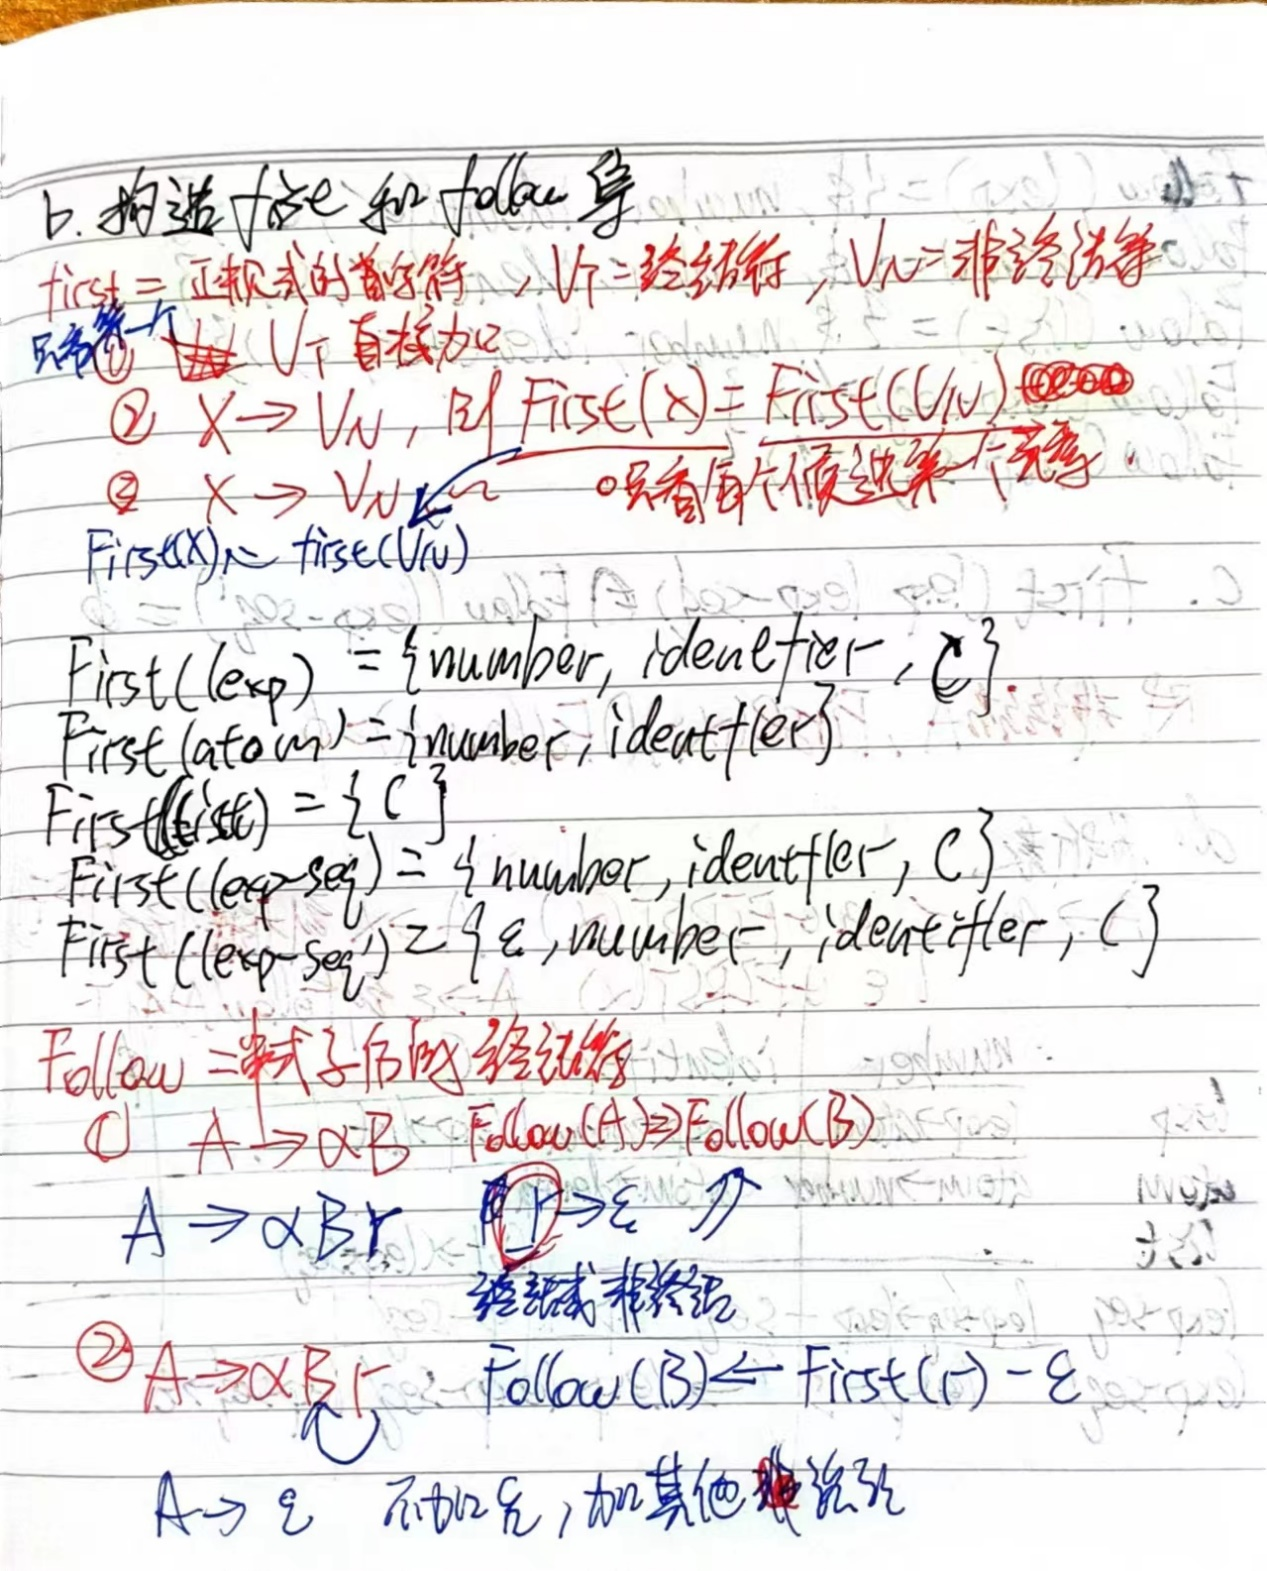 b. 构造first和follow集
first = 正规式的首字符，VT=终结符，VN=非终结符
只看第一个
① VT 直接加
② X → VN，则 First(X) = First(VN)
只看每个候选第一个元素.
③ X → VN ~
First(X) ~ first(VN)
First(lexp) = {number, identifier, (}
First(atom) = {number, identifier}
First(list) = { ( }
First(lexp-seq) = {number, identifier, (}
First(lexp-seq') = {ε, number, identifier, (}
Follow = 式子后的终结符
① A → αB Follow(A) ⇒ Follow(B)
A → αBr r → ε
终结或非终结
② A → αBr Follow(B) ← First(r) - ε
A → ε 不加ε，加其他终结